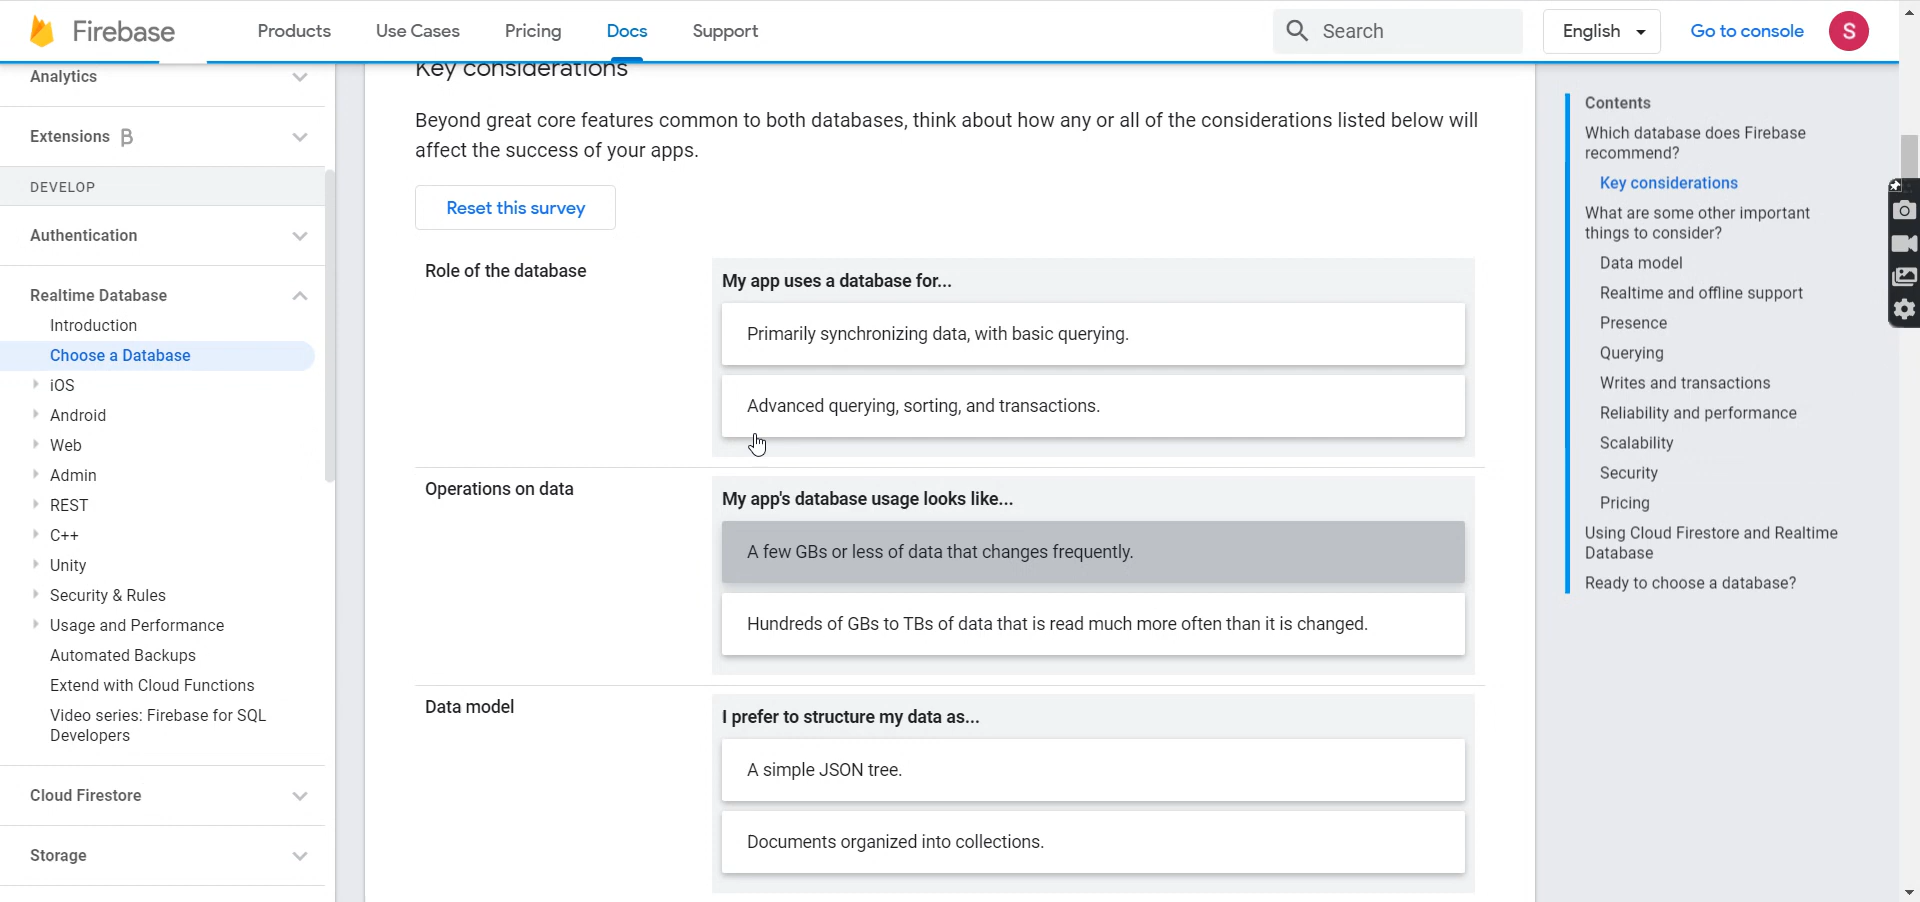 Firebase
Products
Use Cases
Pricing
Docs
Support
Search
English
Go to console
S
Analytics
Extensions β
DEVELOP
Authentication
Realtime Database
Introduction
Choose a Database
iOS
Android
Web
Admin
REST
C++
Unity
Security & Rules
Usage and Performance
Automated Backups
Extend with Cloud Functions
Video series: Firebase for SQL
Developers
Cloud Firestore
Storage
Key considerations
Beyond great core features common to both databases, think about how any or all of the considerations listed below will
affect the success of your apps.
Reset this survey
Role of the database
My app uses a database for...
Primarily synchronizing data, with basic querying.
Advanced querying, sorting, and transactions.
Operations on data
My app's database usage looks like...
A few GBs or less of data that changes frequently.
Hundreds of GBs to TBs of data that is read much more often than it is changed.
Data model
I prefer to structure my data as...
A simple JSON tree.
Documents organized into collections.
Contents
Which database does Firebase
recommend?
Key considerations
What are some other important
things to consider?
Data model
Realtime and offline support
Presence
Querying
Writes and transactions
Reliability and performance
Scalability
Security
Pricing
Using Cloud Firestore and Realtime
Database
Ready to choose a database?